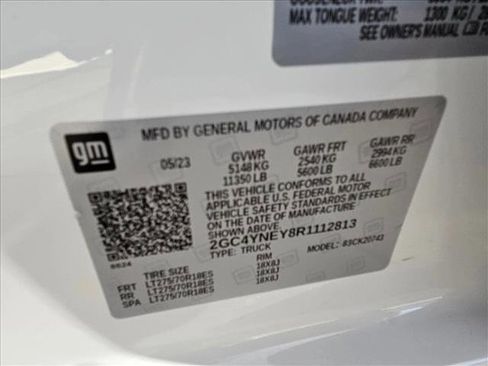 MAX TONGUE WEIGHT: 1300 KG / 28
SEE OWNER'S MANUAL
gm
MFD BY GENERAL MOTORS OF CANADA COMPANY
05/23 GVWR GAWR FRT GAWR RR
5148 KG 2540 KG 2994 KG
11350 LB 5600 LB 6600 LB
THIS VEHICLE CONFORMS TO ALL APPLICABLE
U.S. FEDERAL MOTOR
VEHICLE SAFETY STANDARDS IN EFFECT
ON THE DATE OF MANUFACTURE SHOWN ABOVE.
2GC4YNEY8R1112813
TYPE: TRUCK MODEL: 83CK20743
8624
TIRE SIZE RIM
FRT LT275/70R18ES 18X8J
RR LT275/70R18ES 18X8J
SPA LT275/70R18ES 18X8J